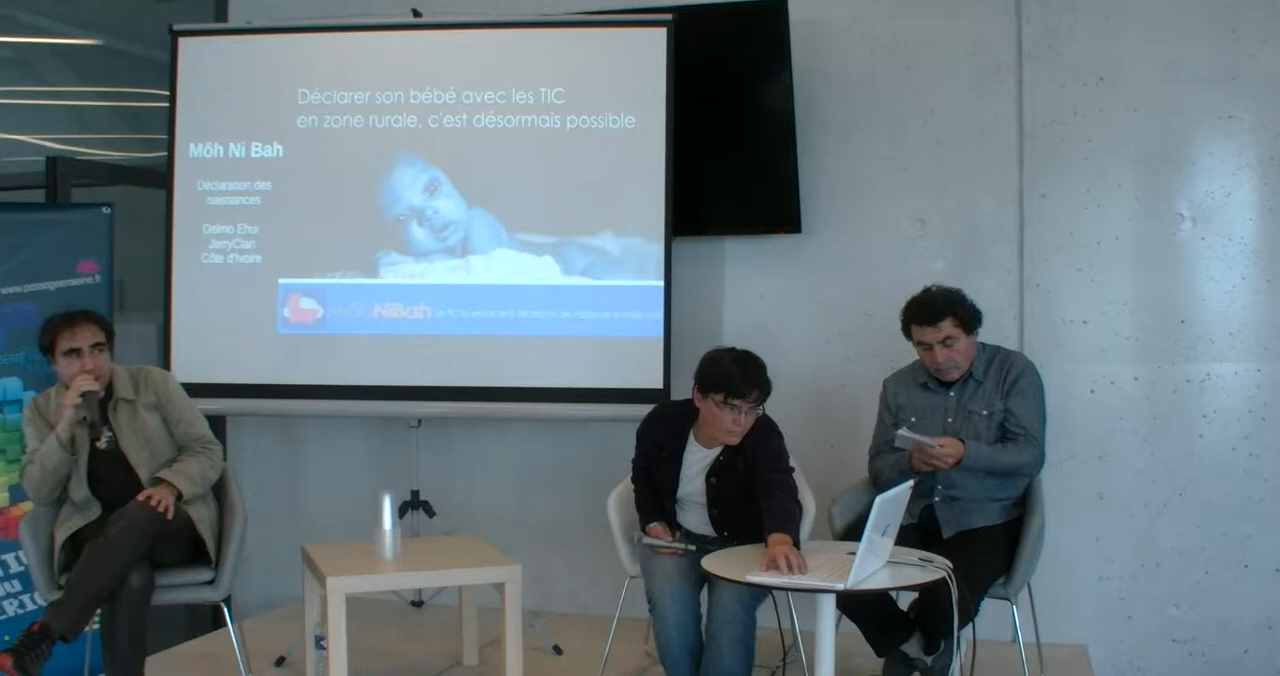 Déclarer son bébé avec les TIC
en zone rurale, c'est désormais possible
Môh Ni Bah
Déclaration des
naissances
Delmo Ehui
JerryClan
Côte d'Ivoire
NiBah
www.passageenseine.fr